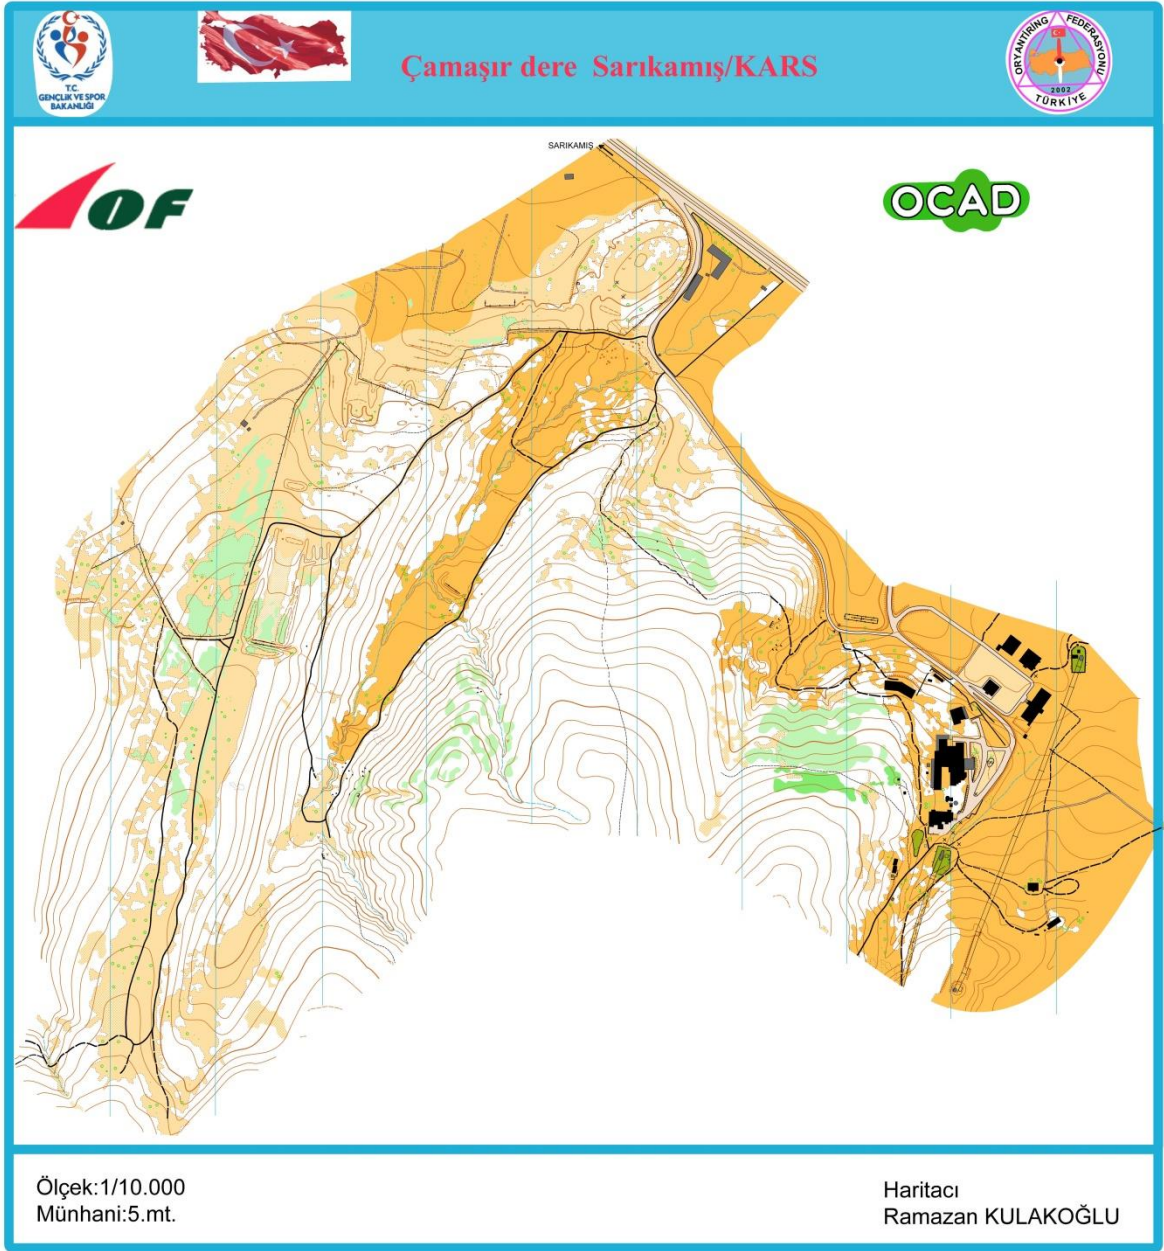 T.C.
GENÇLİK VE SPOR
BAKANLIĞI
Çamaşır dere Sarıkamış/KARS
ORYANTİRİNG FEDERASYONU
2002
TÜRKİYE
SARIKAMIŞ
IOF
OCAD
Ölçek:1/10.000
Münhani:5.mt.
Haritacı
Ramazan KULAKOĞLU